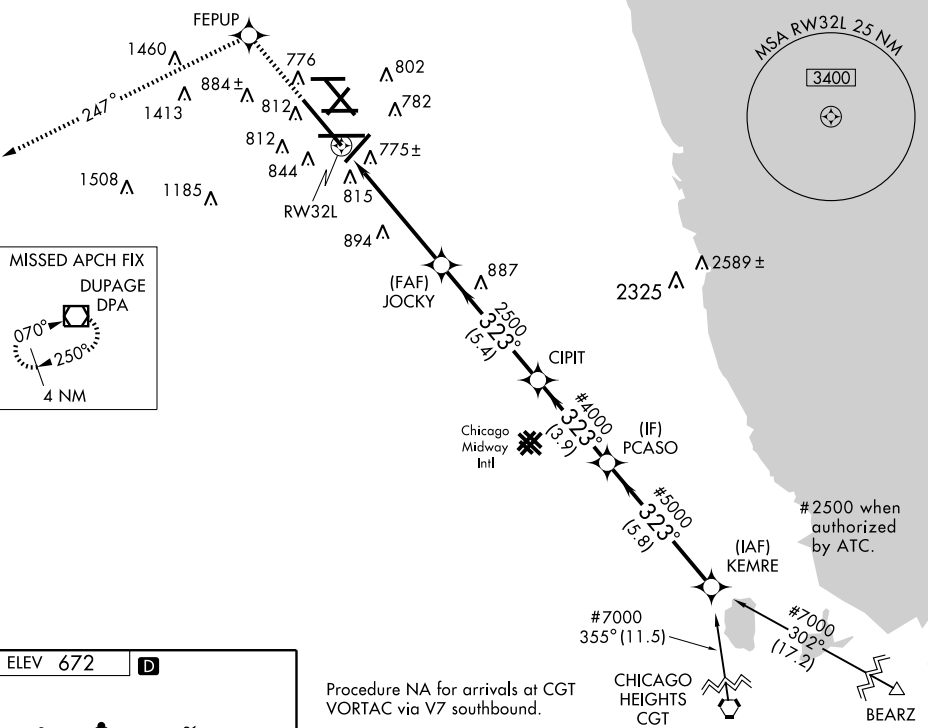 FEPUP
MSA RW32L 25 NM
3400
1460
776
802
884±
782
247°
1413
812
812
775±
844
1508
1185
815
RW32L
894
MISSED APCH FIX
DUPAGE
DPA
070°
250°
4 NM
(FAF)
JOCKY
887
2589 ±
2325
2500
323°
(5.4)
CIPIT
#4000
323°
(3.9)
Chicago
Midway
Intl
(IF)
PCASO
#5000
323°
(5.8)
#2500 when
authorized
by ATC.
(IAF)
KEMRE
#7000
355° (11.5)
#7000
302°
(17.2)
ELEV 672
D
Procedure NA for arrivals at CGT
VORTAC via V7 southbound.
CHICAGO
HEIGHTS
CGT
BEARZ